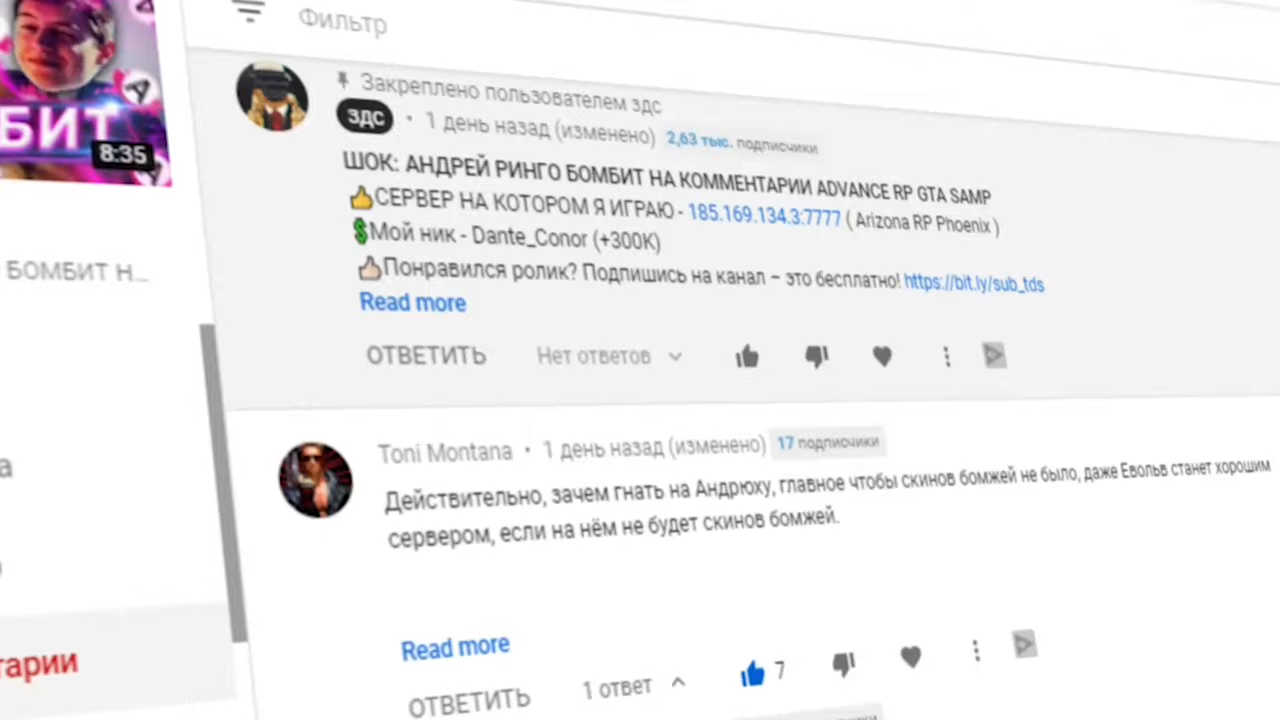 Фильтр
БИТ
8:35
Закреплено пользователем здс
здс • 1 день назад (изменено) 2,63 тыс. подписчики
ШОК: АНДРЕЙ РИНГО БОМБИТ НА КОММЕНТАРИИ ADVANCE RP GTA SAMP
👍СЕРВЕР НА КОТОРОМ Я ИГРАЮ - 185.169.134.3:7777 ( Arizona RP Phoenix )
💲Мой ник - Dante_Conor (+300K)
👍🏻Понравился ролик? Подпишись на канал – это бесплатно! https://bit.ly/sub_tds
Read more
БОМБИТ Н...
ОТВЕТИТЬ Нет ответов
Toni Montana • 1 день назад (изменено) 17 подписчики
Действительно, зачем гнать на Андрюху, главное чтобы скинов бомжей не было, даже Евольв станет хорошим
сервером, если на нём не будет скинов бомжей.
Read more
тарии
ОТВЕТИТЬ 1 ответ 7